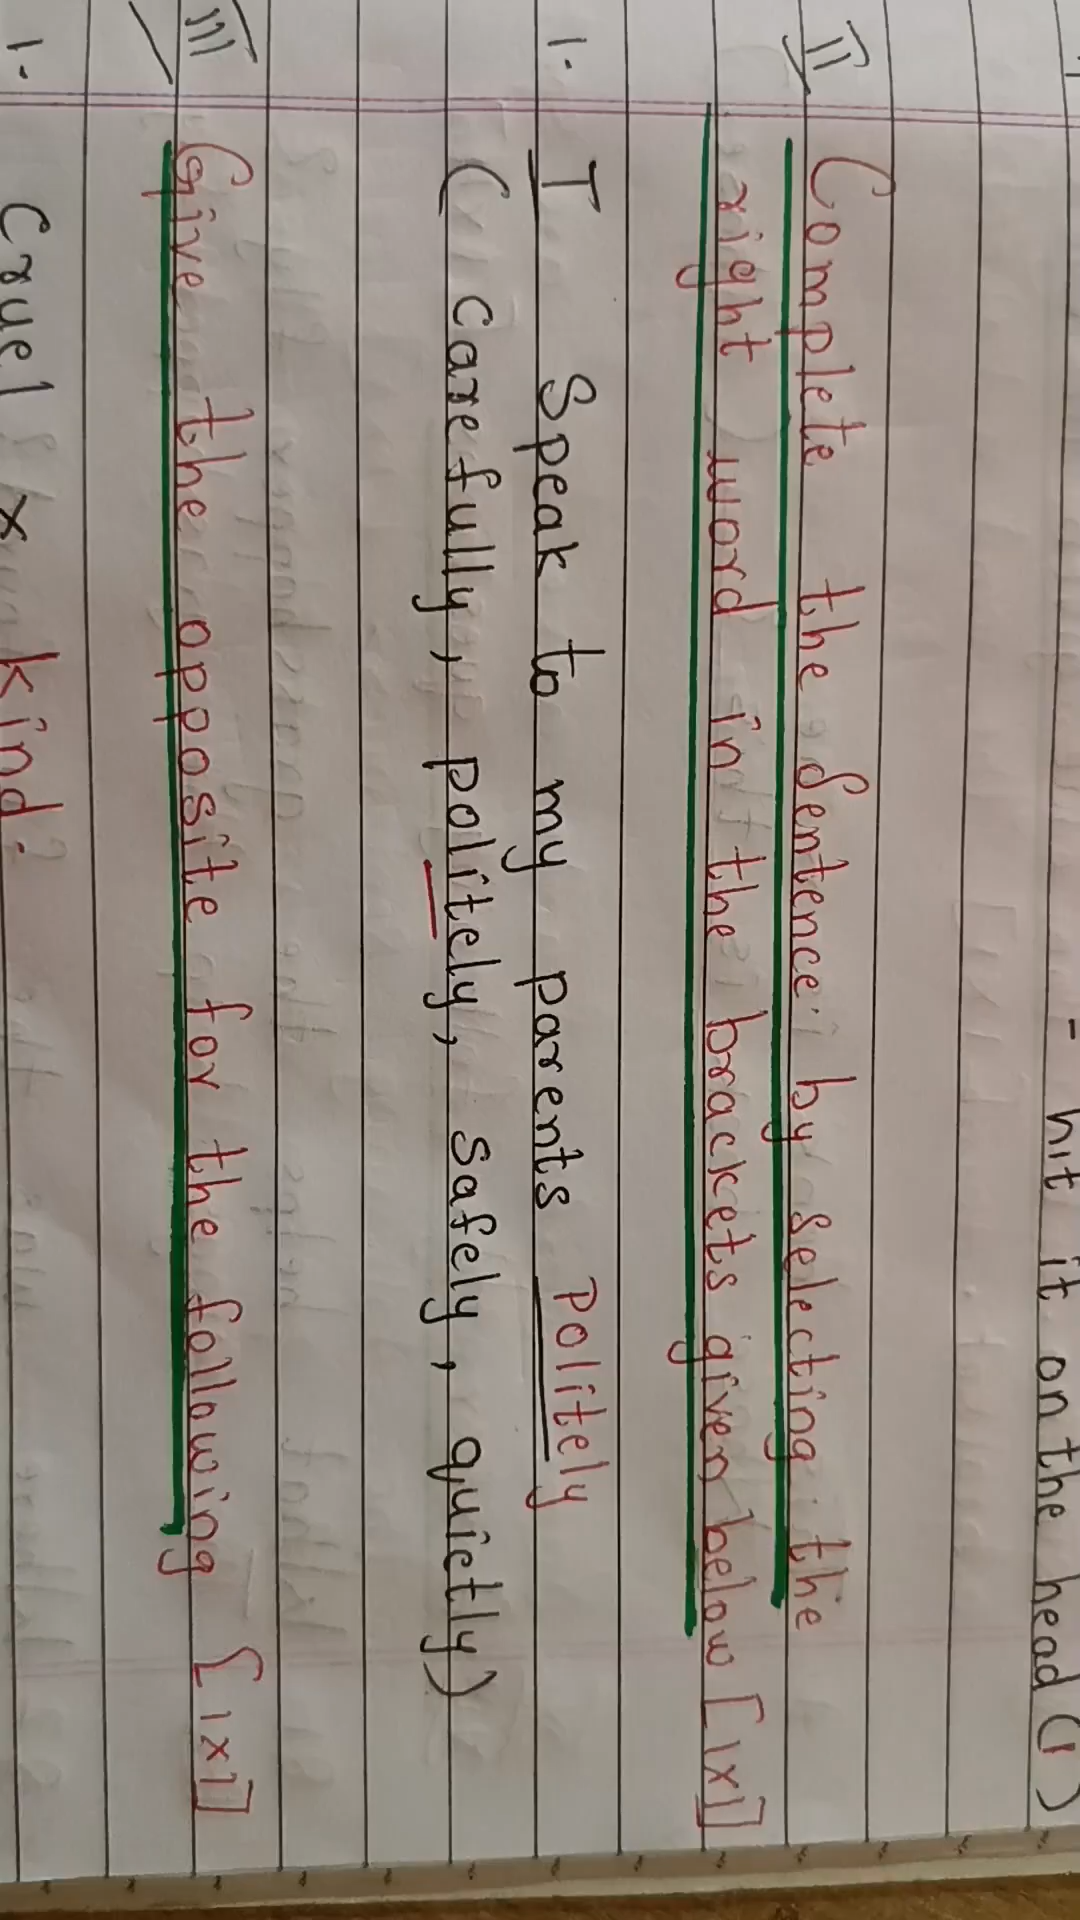 - hit it on the head (1)
II Complete the Sentence by Selecting the
right word in the brackets given below [1x1]
1. I Speak to my parents Politely
( carefully, politely, safely, quietly)
III Give the opposite for the following [1x1]
1. Cruel x kind.